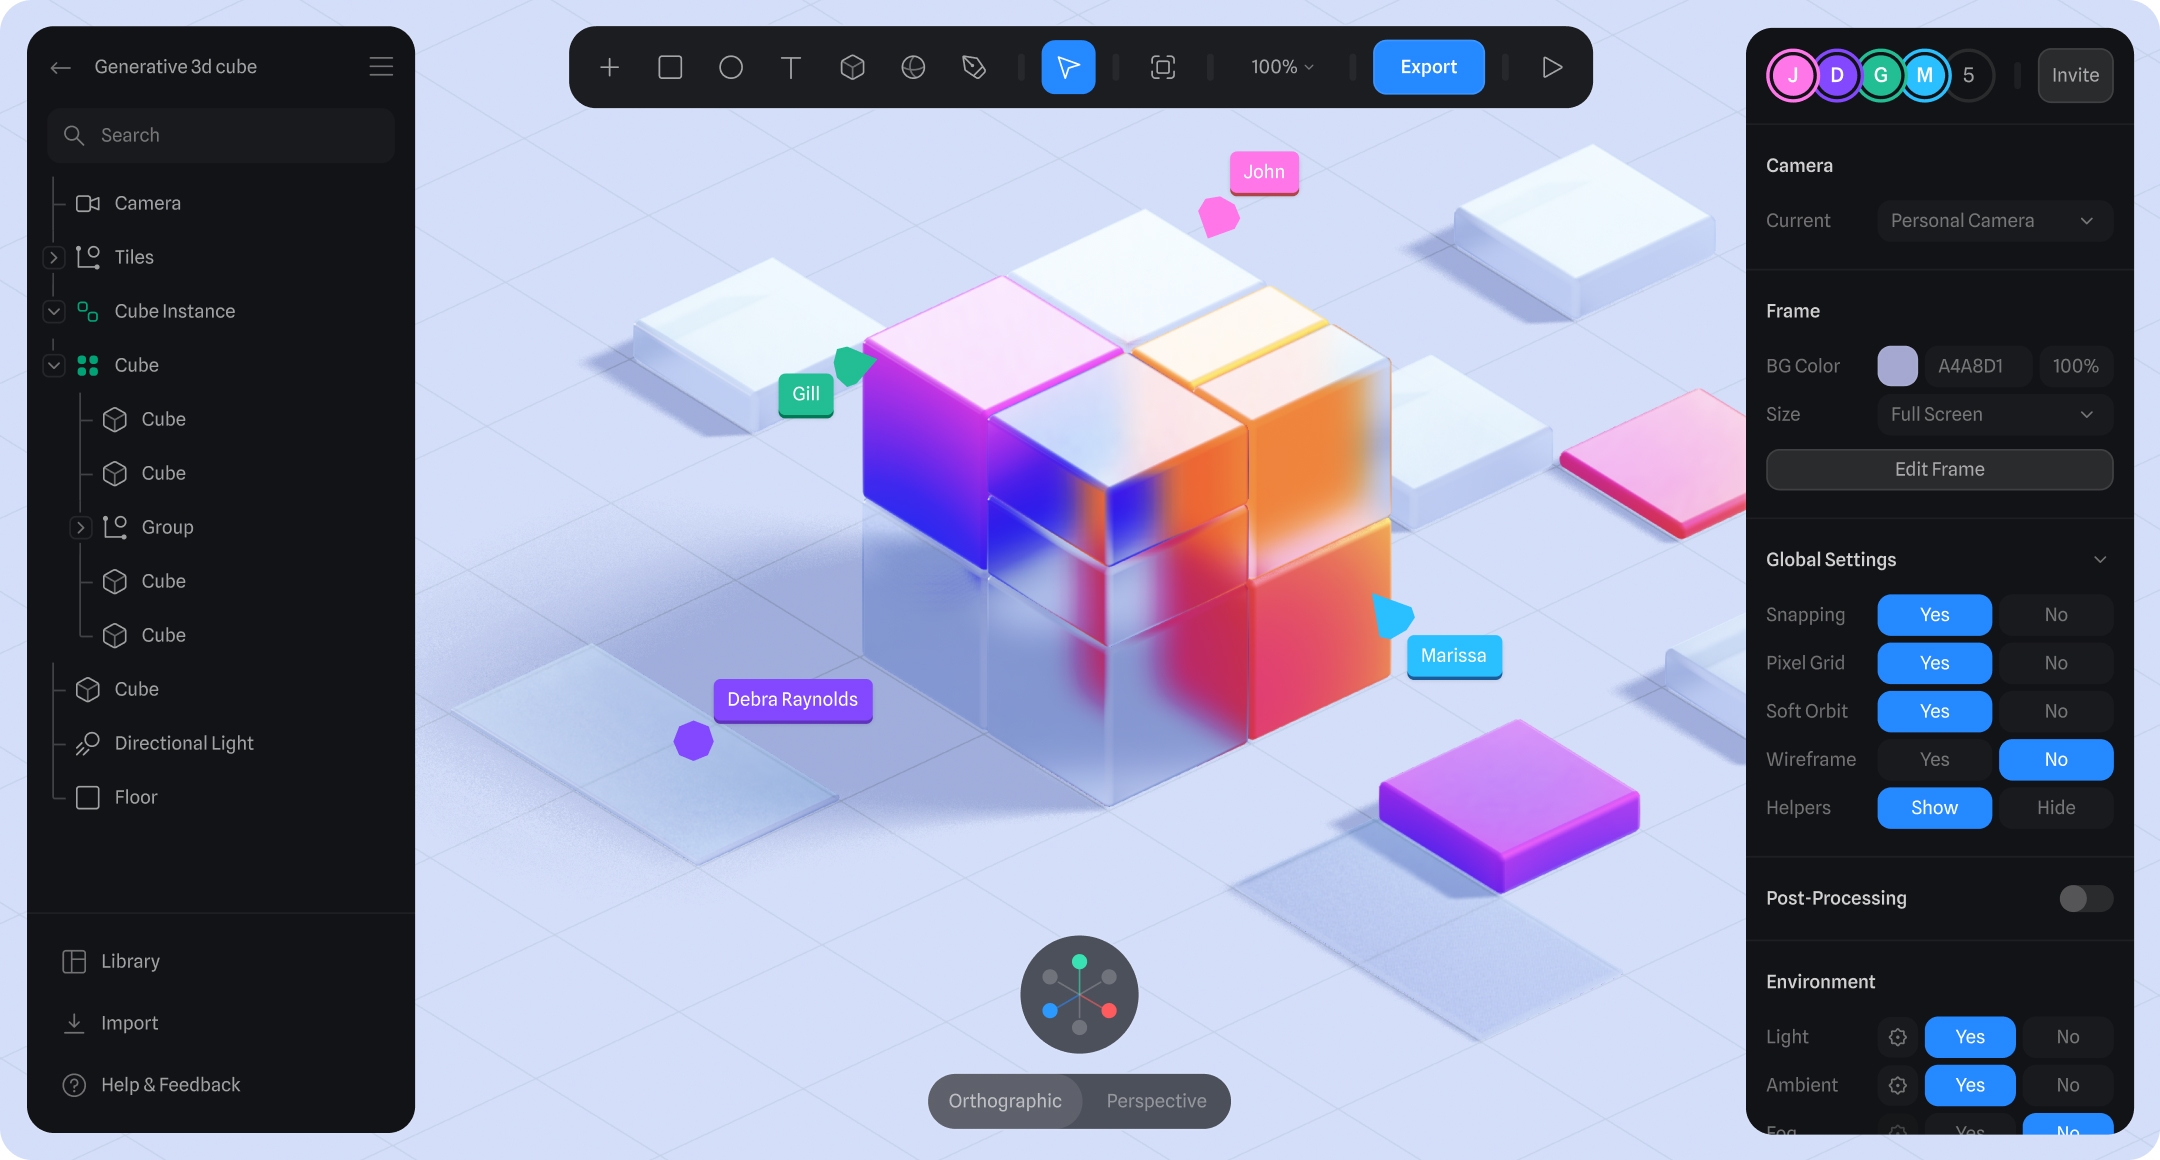 Generative 3d cube
Search
Camera
Tiles
Cube Instance
Cube
Cube
Cube
Group
Cube
Cube
Cube
Directional Light
Floor
Library
Import
Help & Feedback
T
100%
Export
John
Gill
Marissa
Debra Raynolds
Orthographic Perspective
J D G M 5 Invite
Camera
Current Personal Camera
Frame
BG Color A4A8D1 100%
Size Full Screen
Edit Frame
Global Settings
Snapping Yes No
Pixel Grid Yes No
Soft Orbit Yes No
Wireframe Yes No
Helpers Show Hide
Post-Processing
Environment
Light Yes No
Ambient Yes No
Fog Yes No